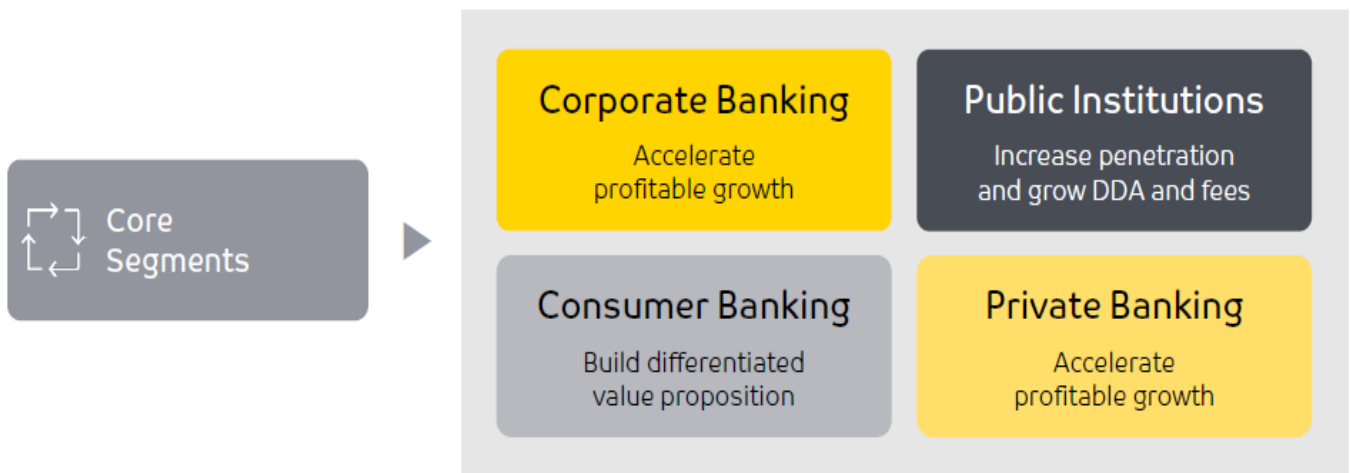 Core
Segments
Corporate Banking
Accelerate
profitable growth
Public Institutions
Increase penetration
and grow DDA and fees
Consumer Banking
Build differentiated
value proposition
Private Banking
Accelerate
profitable growth